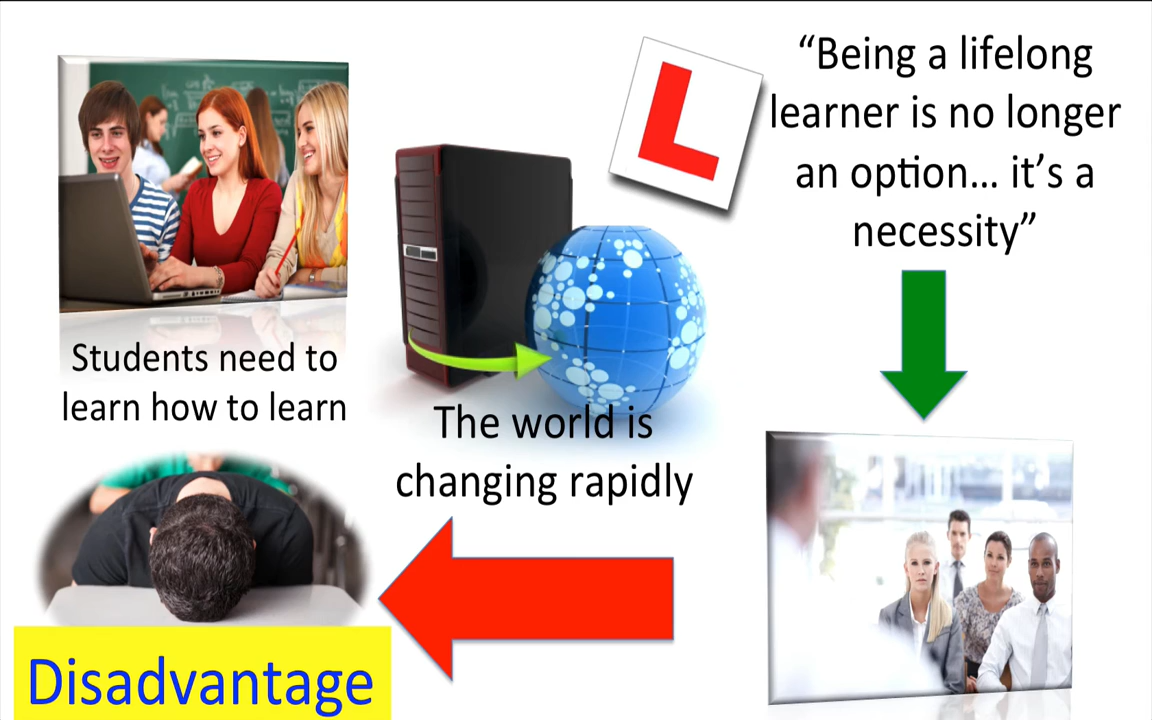 Students need to
learn how to learn
The world is
changing rapidly
L
“Being a lifelong
learner is no longer
an option... it’s a
necessity”
Disadvantage